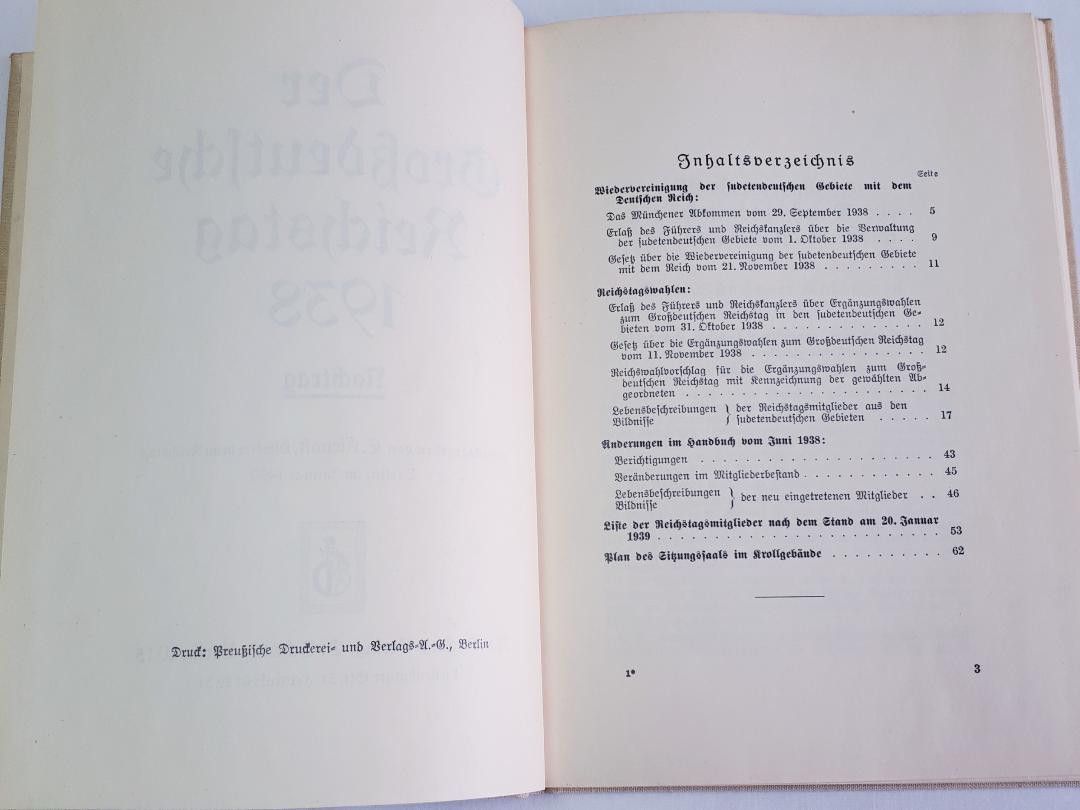 Der
Großdeutsche
Reichstag
1938
Nachtrag
Druck: Preußische Druckerei- und Verlags-A.-G., Berlin
Inhaltsverzeichnis
Seite
Wiedervereinigung der sudetendeutschen Gebiete mit dem
Deutschen Reich:
Das Münchener Abkommen vom 29. September 1938 . . . . 5
Erlaß des Führers und Reichskanzlers über die Verwaltung
der sudetendeutschen Gebiete vom 1. Oktober 1938 . . . . 9
Gesetz über die Wiedervereinigung der sudetendeutschen Gebiete
mit dem Reich vom 21. November 1938 . . . . . . . . . 11
Reichstagswahlen:
Erlaß des Führers und Reichskanzlers über Ergänzungswahlen
zum Großdeutschen Reichstag in den sudetendeutschen Ge-
bieten vom 31. Oktober 1938 . . . . . . . . . . . . . . 12
Gesetz über die Ergänzungswahlen zum Großdeutschen Reichstag
vom 11. November 1938 . . . . . . . . . . . . . . . . 12
Reichswahlvorschlag für die Ergänzungswahlen zum Groß-
deutschen Reichstag mit Kennzeichnung der gewählten Ab-
geordneten . . . . . . . . . . . . . . . . . . . . . . 14
Lebensbeschreibungen } der Reichstagsmitglieder aus den
Bildnisse } sudetendeutschen Gebieten . . . . . 17
Änderungen im Handbuch vom Juni 1938:
Berichtigungen . . . . . . . . . . . . . . . . . . . . 43
Veränderungen im Mitgliederbestand . . . . . . . . . . . 45
Lebensbeschreibungen } der neu eingetretenen Mitglieder . . 46
Bildnisse }
Liste der Reichstagsmitglieder nach dem Stand am 20. Januar
1939 . . . . . . . . . . . . . . . . . . . . . . . . 53
Plan des Sitzungssaals im Krollgebäude . . . . . . . . . . 62
1*
3